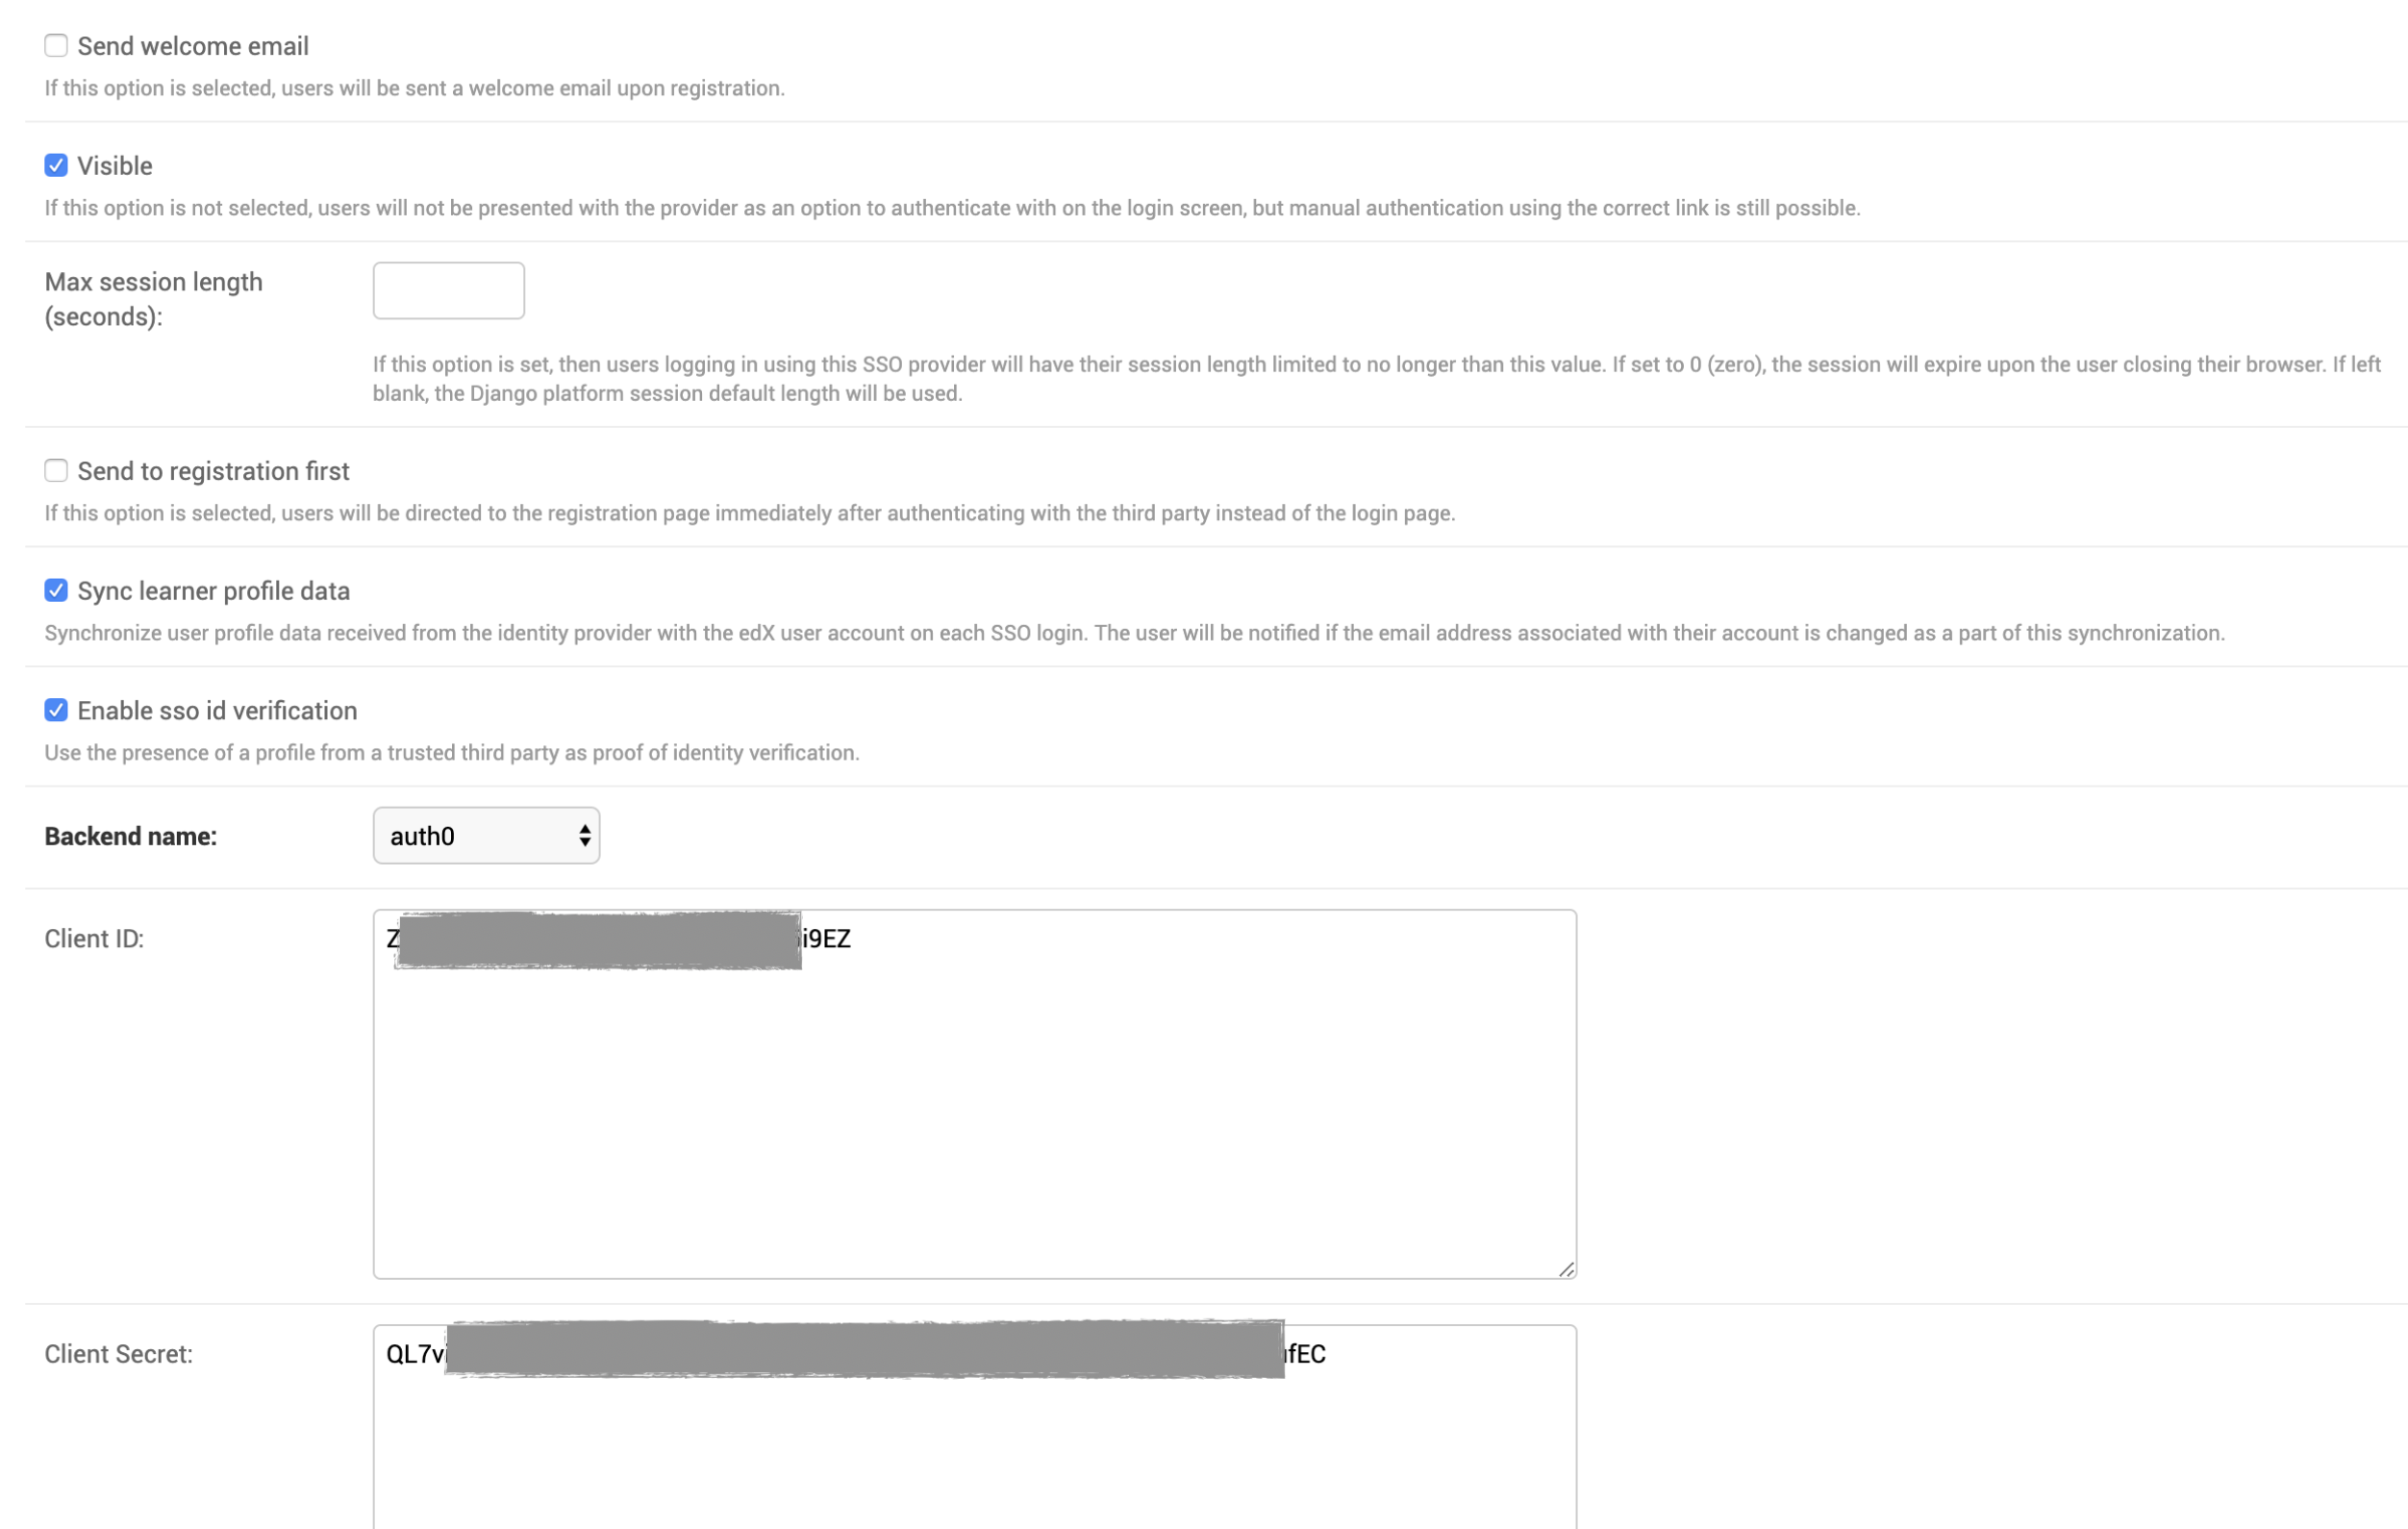 Send welcome email
If this option is selected, users will be sent a welcome email upon registration.
Visible
If this option is not selected, users will not be presented with the provider as an option to authenticate with on the login screen, but manual authentication using the correct link is still possible.
Max session length
(seconds):
If this option is set, then users logging in using this SSO provider will have their session length limited to no longer than this value. If set to 0 (zero), the session will expire upon the user closing their browser. If left
blank, the Django platform session default length will be used.
Send to registration first
If this option is selected, users will be directed to the registration page immediately after authenticating with the third party instead of the login page.
Sync learner profile data
Synchronize user profile data received from the identity provider with the edX user account on each SSO login. The user will be notified if the email address associated with their account is changed as a part of this synchronization.
Enable sso id verification
Use the presence of a profile from a trusted third party as proof of identity verification.
Backend name: auth0
Client ID: Z i9EZ
Client Secret: QL7v fEC